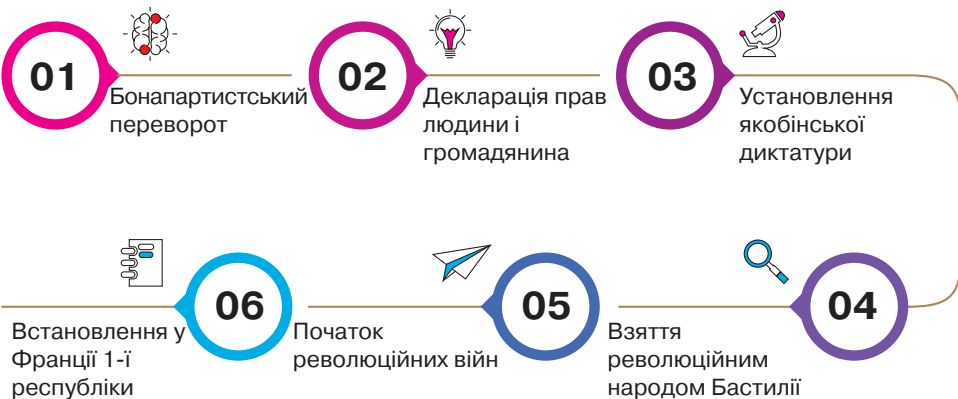 01
Бонапартистський
переворот
02
Декларація прав
людини і
громадянина
03
Установлення
якобінської
диктатури
04
Взяття
революційним
народом Бастилії
05
Початок
революційних війн
06
Встановлення у
Франції 1-ї
республіки